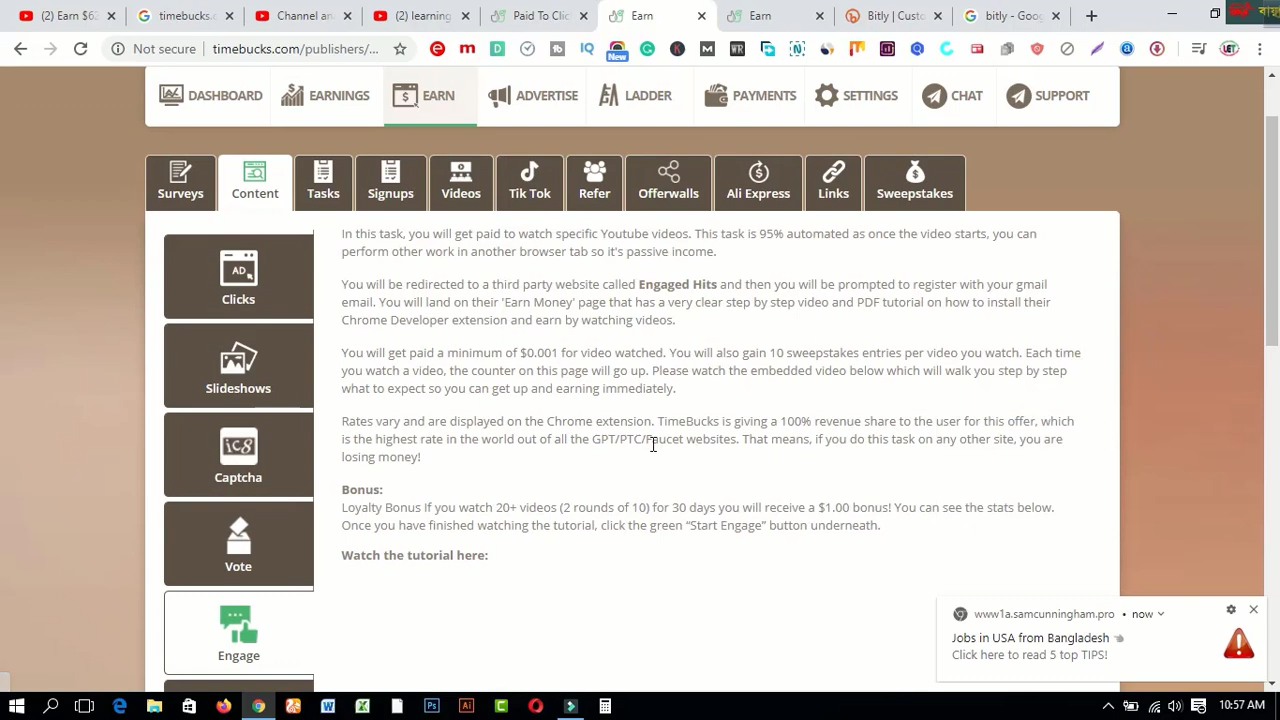 (2) Earn $62
timebucks.c
Channel an
(2) learning
Paid To Clic
Earn
Earn
Bitly | Custo
bitly - Goog
Not secure
timebucks.com/publishers/...
New
DASHBOARD
EARNINGS
EARN
ADVERTISE
LADDER
PAYMENTS
SETTINGS
CHAT
SUPPORT
Surveys
Content
Tasks
Signups
Videos
Tik Tok
Refer
Offerwalls
Ali Express
Links
Sweepstakes
AD
Clicks
Slideshows
ic8
Captcha
Vote
Engage
In this task, you will get paid to watch specific Youtube videos. This task is 95% automated as once the video starts, you can
perform other work in another browser tab so it's passive income.
You will be redirected to a third party website called Engaged Hits and then you will be prompted to register with your gmail
email. You will land on their 'Earn Money' page that has a very clear step by step video and PDF tutorial on how to install their
Chrome Developer extension and earn by watching videos.
You will get paid a minimum of $0.001 for video watched. You will also gain 10 sweepstakes entries per video you watch. Each time
you watch a video, the counter on this page will go up. Please watch the embedded video below which will walk you step by step
what to expect so you can get up and earning immediately.
Rates vary and are displayed on the Chrome extension. TimeBucks is giving a 100% revenue share to the user for this offer, which
is the highest rate in the world out of all the GPT/PTC/Faucet websites. That means, if you do this task on any other site, you are
losing money!
Bonus:
Loyalty Bonus !If you watch 20+ videos (2 rounds of 10) for 30 days you will receive a $1.00 bonus! You can see the stats below.
Once you have finished watching the tutorial, click the green “Start Engage” button underneath.
Watch the tutorial here:
www1a.samcunningham.pro • now
Jobs in USA from Bangladesh
Click here to read 5 top TIPS!
10:57 AM